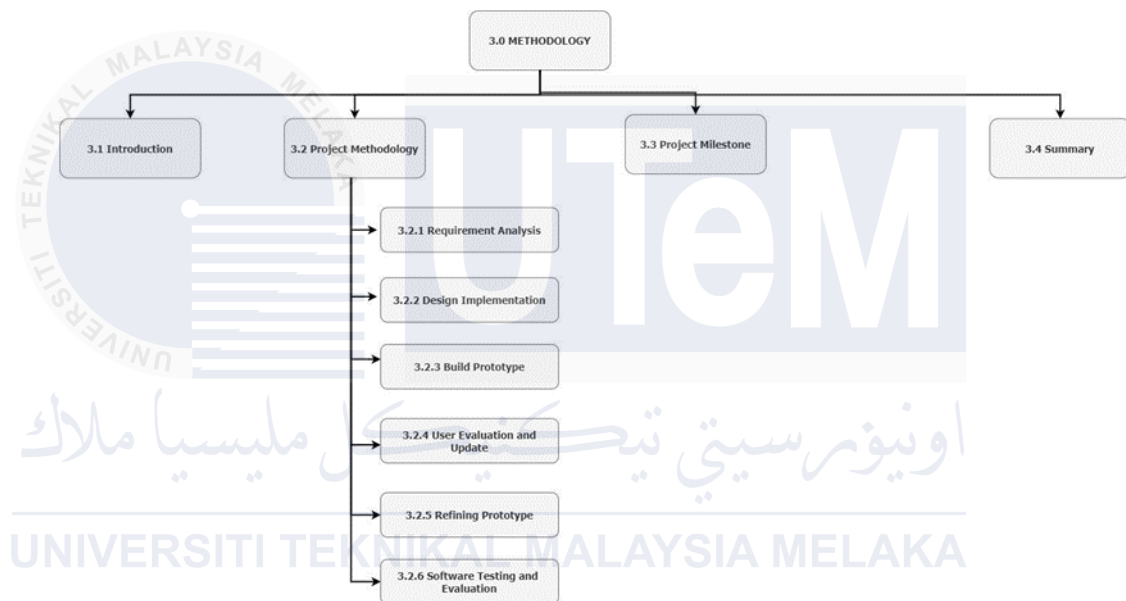 3.0 METHODOLOGY
3.1 Introduction
3.2 Project Methodology
3.3 Project Milestone
3.4 Summary
3.2.1 Requirement Analysis
3.2.2 Design Implementation
3.2.3 Build Prototype
3.2.4 User Evaluation and
Update
3.2.5 Refining Prototype
3.2.6 Software Testing and
Evaluation
UNIVERSITI TEKNIKAL MALAYSIA MELAKA
UTeM
اونيۏرسيتي تيكنيكل مليسيا ملاك
UNIVERSITI TEKNIKAL MALAYSIA MELAKA